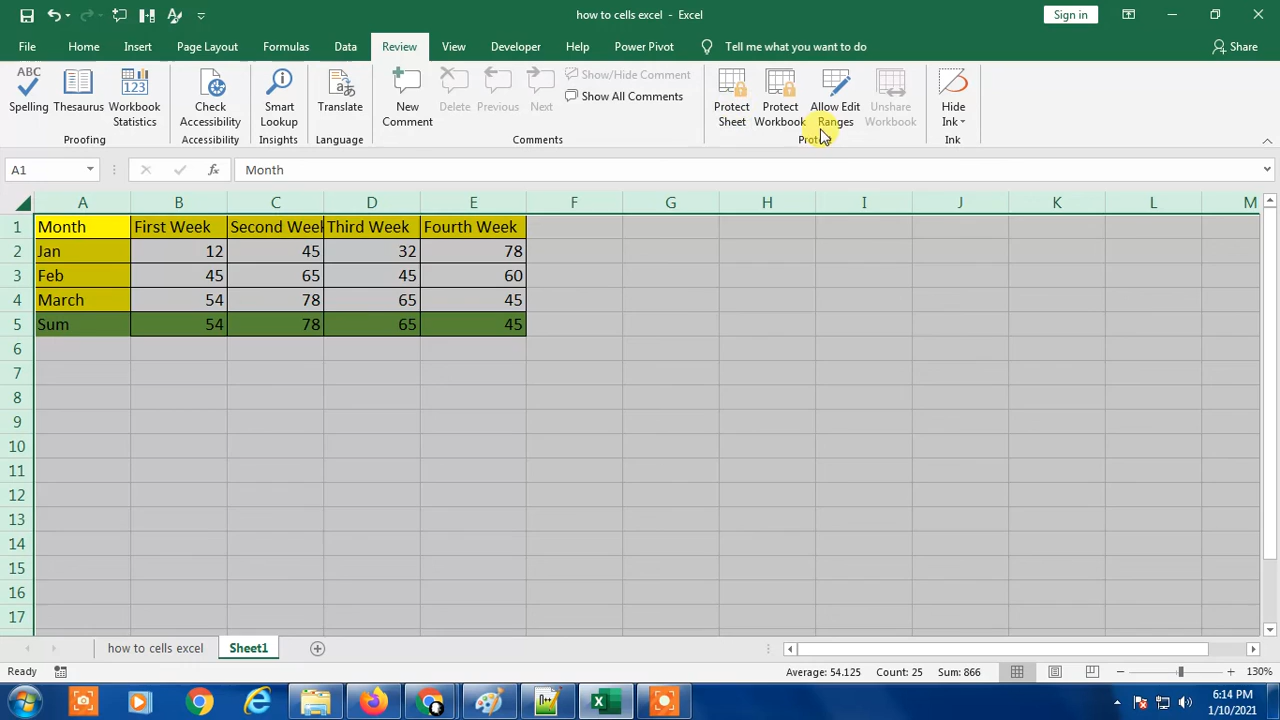 how to cells excel - Excel
Sign in
File Home Insert Page Layout Formulas Data Review View Developer Help Power Pivot Tell me what you want to do Share
ABC
Spelling
Thesaurus
123
Workbook Statistics
Proofing
Check Accessibility
Accessibility
Smart Lookup
Insights
Translate
Language
New Comment
Delete
Previous
Next
Show/Hide Comment
Show All Comments
Comments
Protect Sheet
Protect Workbook
Allow Edit Ranges
Unshare Workbook
Hide Ink
Ink
A1 fx Month
A B C D E F G H I J K L M
1 Month First Week Second Week Third Week Fourth Week
2 Jan 12 45 32 78
3 Feb 45 65 45 60
4 March 54 78 65 45
5 Sum 54 78 65 45
6
7
8
9
10
11
12
13
14
15
16
17
how to cells excel Sheet1
Ready Average: 54.125 Count: 25 Sum: 866 130%
6:14 PM
1/10/2021